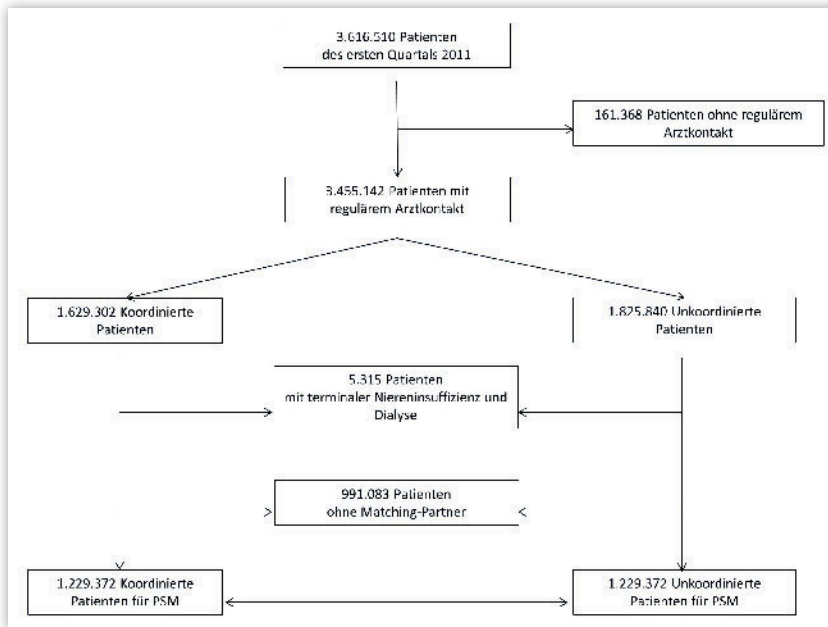 3.616.510 Patienten
des ersten Quartals 2011
161.368 Patienten ohne regulärem
Arztkontakt
3.455.142 Patienten mit
regulärem Arztkontakt
1.629.302 Koordinierte
Patienten
1.825.840 Unkoordinierte
Patienten
5.315 Patienten
mit terminaler Niereninsuffizienz und
Dialyse
991.083 Patienten
ohne Matching-Partner
1.229.372 Koordinierte
Patienten für PSM
1.229.372 Unkoordinierte
Patienten für PSM